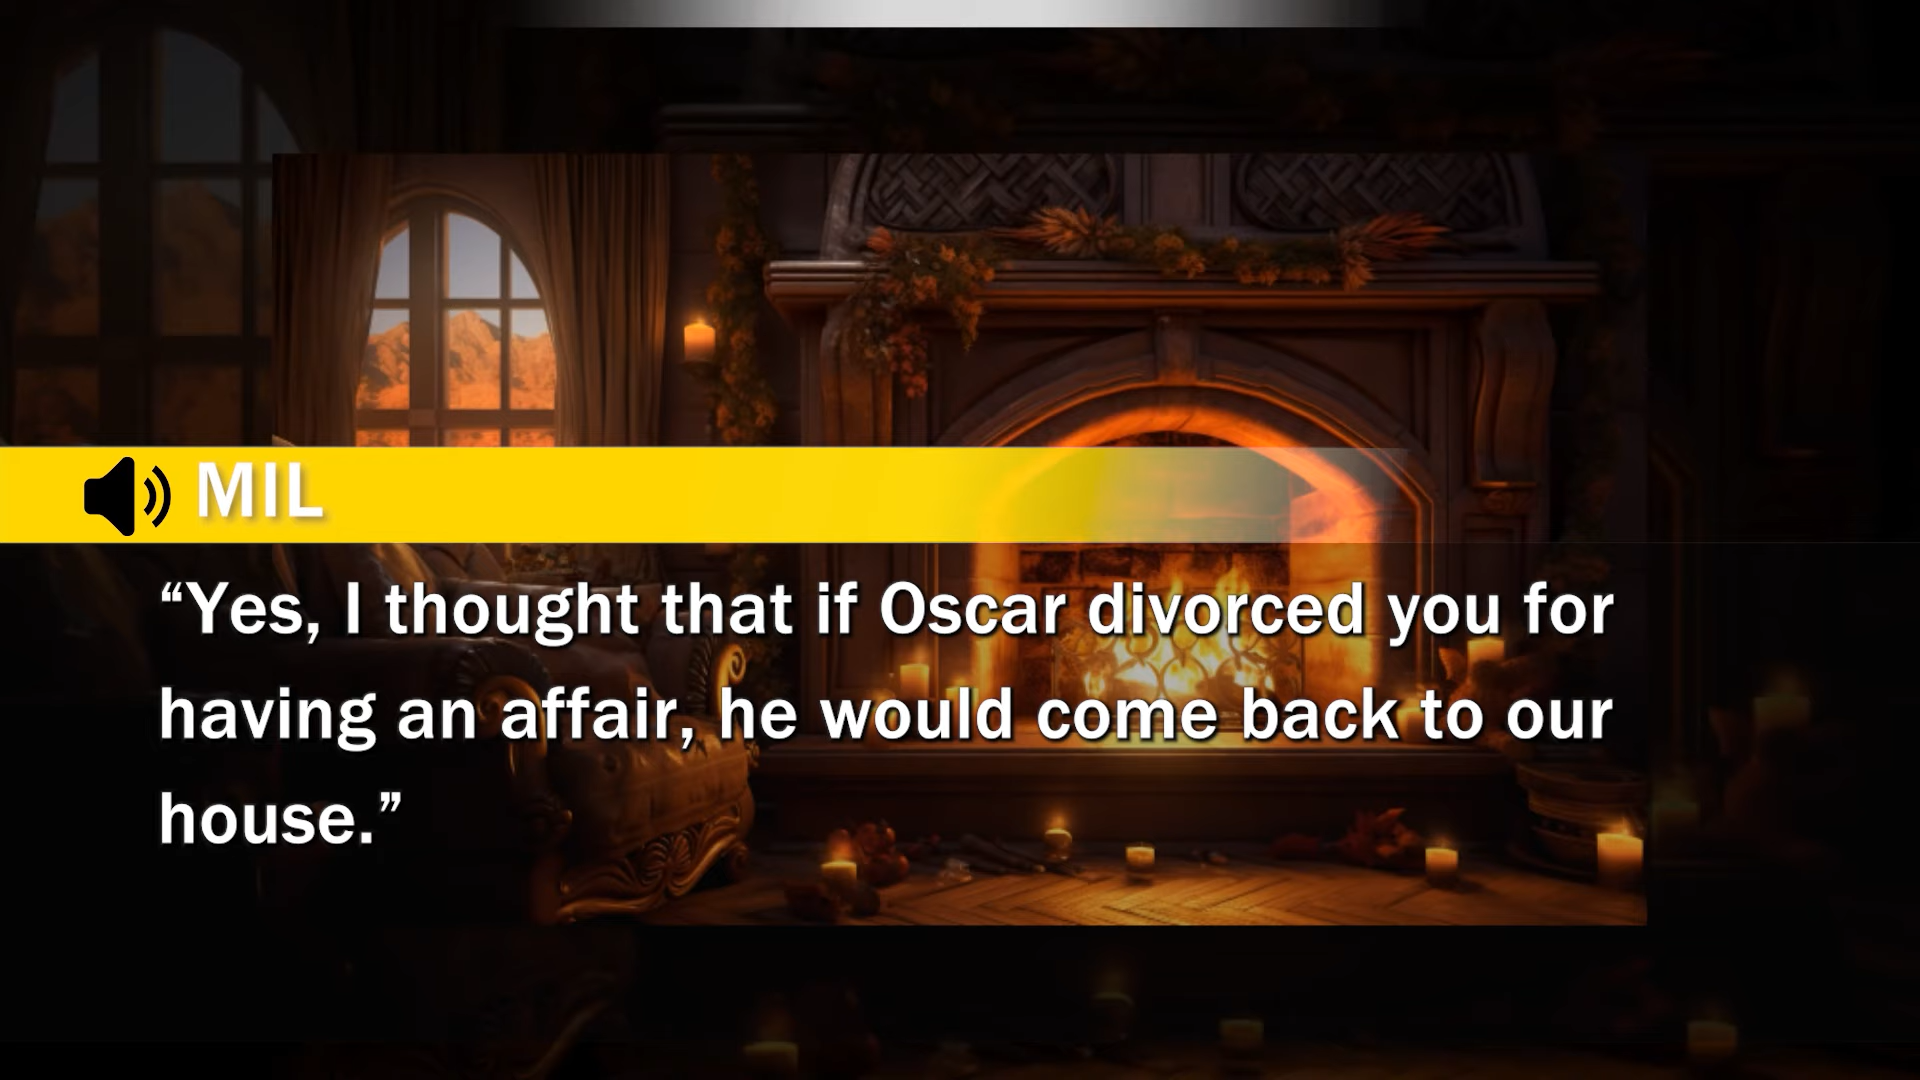 MIL
“Yes, I thought that if Oscar divorced you for
having an affair, he would come back to our
house.”